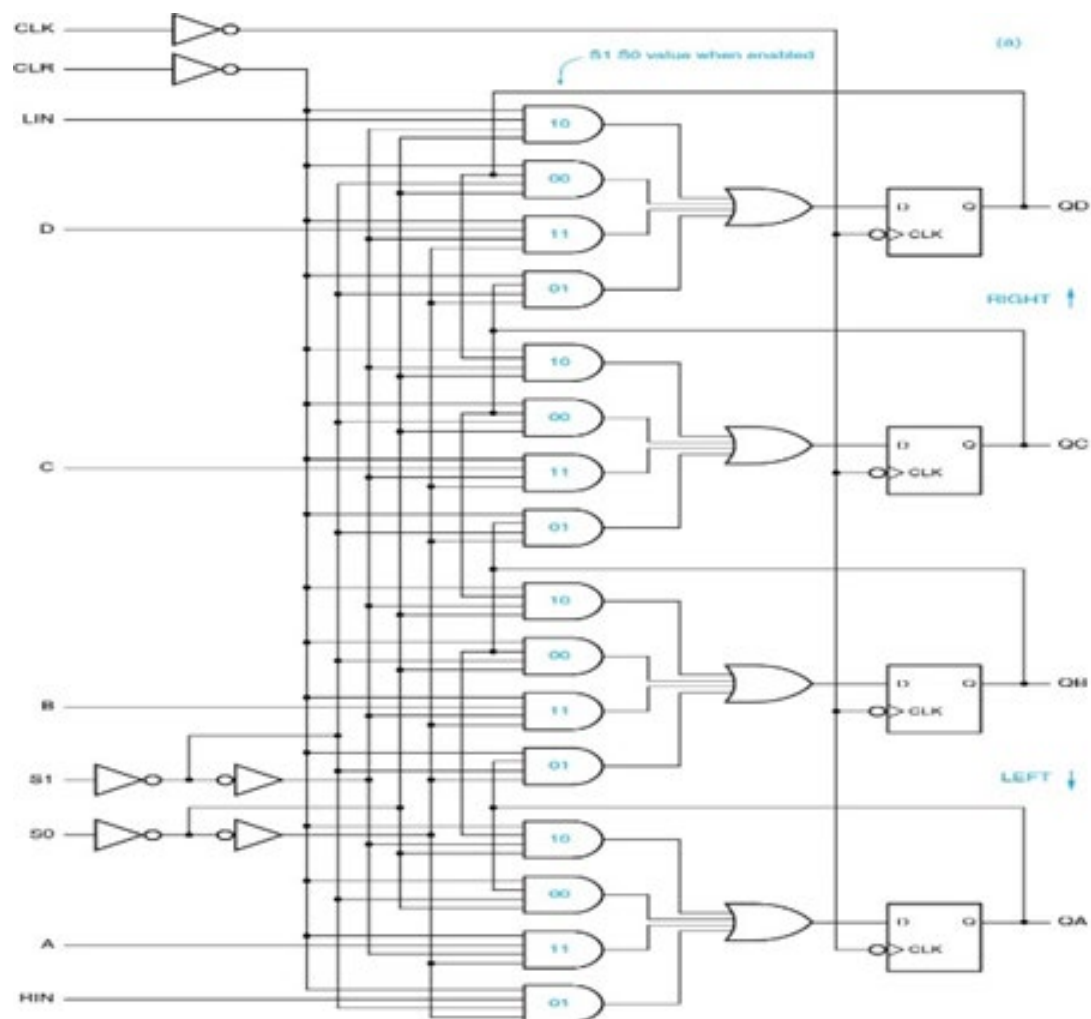 CLK
(a)
S1 S0 value when enabled
CLR
LIN
10
00
D Q QD
CLK
D
11
01
RIGHT
10
00
D Q QC
CLK
C
11
01
10
00
D Q QB
CLK
B
11
S1
01
LEFT
S0
10
00
D Q QA
CLK
A
11
RIN
01